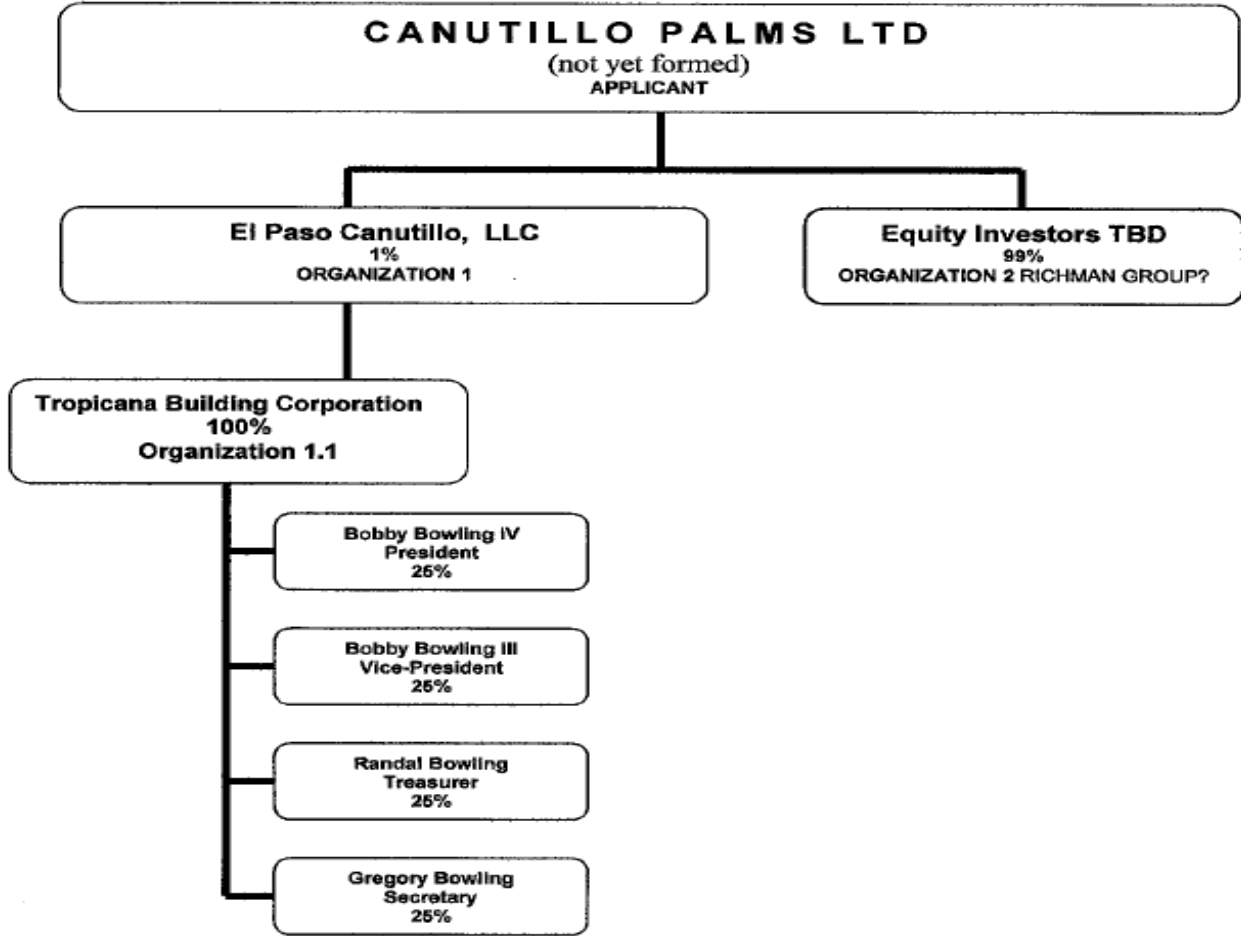 CANUTILLO PALMS LTD
(not yet formed)
APPLICANT
El Paso Canutillo, LLC
1%
ORGANIZATION 1
Equity Investors TBD
99%
ORGANIZATION 2 RICHMAN GROUP?
Tropicana Building Corporation
100%
Organization 1.1
Bobby Bowling IV
President
25%
Bobby Bowling III
Vice-President
25%
Randal Bowling
Treasurer
25%
Gregory Bowling
Secretary
25%